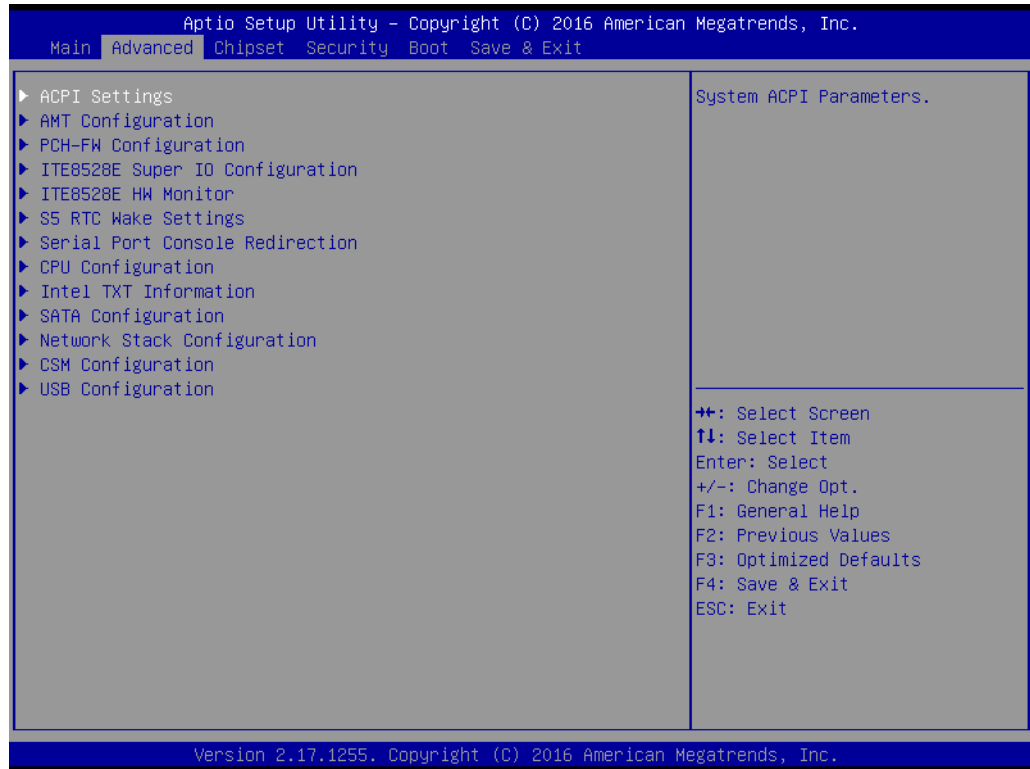 Aptio Setup Utility – Copyright (C) 2016 American Megatrends, Inc.
Main Advanced Chipset Security Boot Save & Exit
▶ ACPI Settings
▶ AMT Configuration
▶ PCH-FW Configuration
▶ ITE8528E Super IO Configuration
▶ ITE8528E HW Monitor
▶ S5 RTC Wake Settings
▶ Serial Port Console Redirection
▶ CPU Configuration
▶ Intel TXT Information
▶ SATA Configuration
▶ Network Stack Configuration
▶ CSM Configuration
▶ USB Configuration
System ACPI Parameters.
→←: Select Screen
↑↓: Select Item
Enter: Select
+/-: Change Opt.
F1: General Help
F2: Previous Values
F3: Optimized Defaults
F4: Save & Exit
ESC: Exit
Version 2.17.1255. Copyright (C) 2016 American Megatrends, Inc.